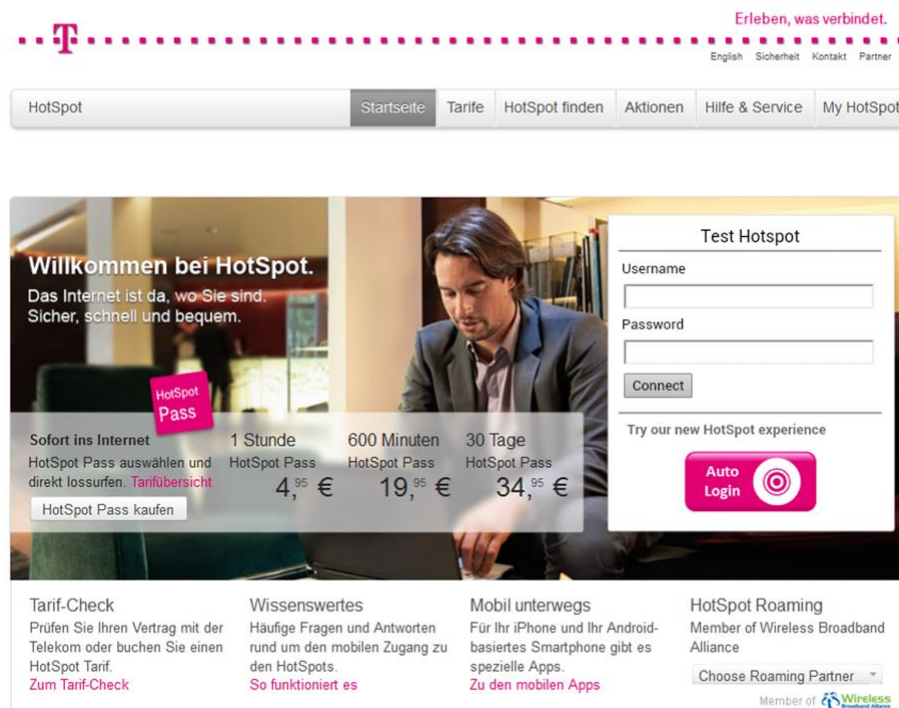 Erleben, was verbindet.
T
English Sicherheit Kontakt Partner
HotSpot Startseite Tarife HotSpot finden Aktionen Hilfe & Service My HotSpot
Willkommen bei HotSpot.
Das Internet ist da, wo Sie sind.
Sicher, schnell und bequem.
HotSpot
Pass
Sofort ins Internet
HotSpot Pass auswählen und
direkt lossurfen. Tarifübersicht
HotSpot Pass kaufen
1 Stunde
HotSpot Pass
4,95 €
600 Minuten
HotSpot Pass
19,95 €
30 Tage
HotSpot Pass
34,95 €
Test Hotspot
Username
Password
Connect
Try our new HotSpot experience
Auto
Login
Tarif-Check
Prüfen Sie Ihren Vertrag mit der
Telekom oder buchen Sie einen
HotSpot Tarif.
Zum Tarif-Check
Wissenswertes
Häufige Fragen und Antworten
rund um den mobilen Zugang zu
den HotSpots.
So funktioniert es
Mobil unterwegs
Für Ihr iPhone und Ihr Android-
basiertes Smartphone gibt es
spezielle Apps.
Zu den mobilen Apps
HotSpot Roaming
Member of Wireless Broadband
Alliance
Choose Roaming Partner
Member of Wireless
Broadband Alliance